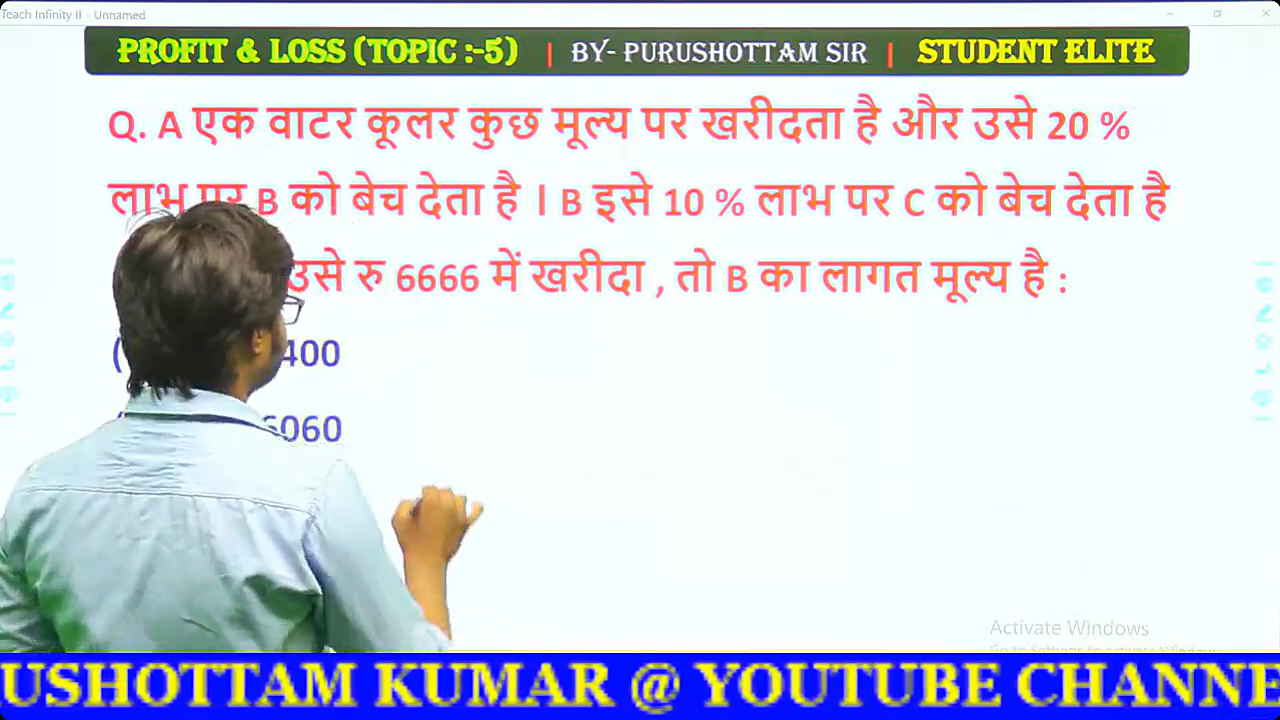 Teach Infinity II - Unnamed
PROFIT & LOSS (TOPIC :-5) | BY- PURUSHOTTAM SIR | STUDENT ELITE
Q. A एक वाटर कूलर कुछ मूल्य पर खरीदता है और उसे 20 %
लाभ पर B को बेच देता है । B इसे 10 % लाभ पर C को बेच देता है
उसे रु 6666 में खरीदा , तो B का लागत मूल्य है :
400
6060
Activate Windows
USHOTTAM KUMAR @ YOUTUBE CHANNE